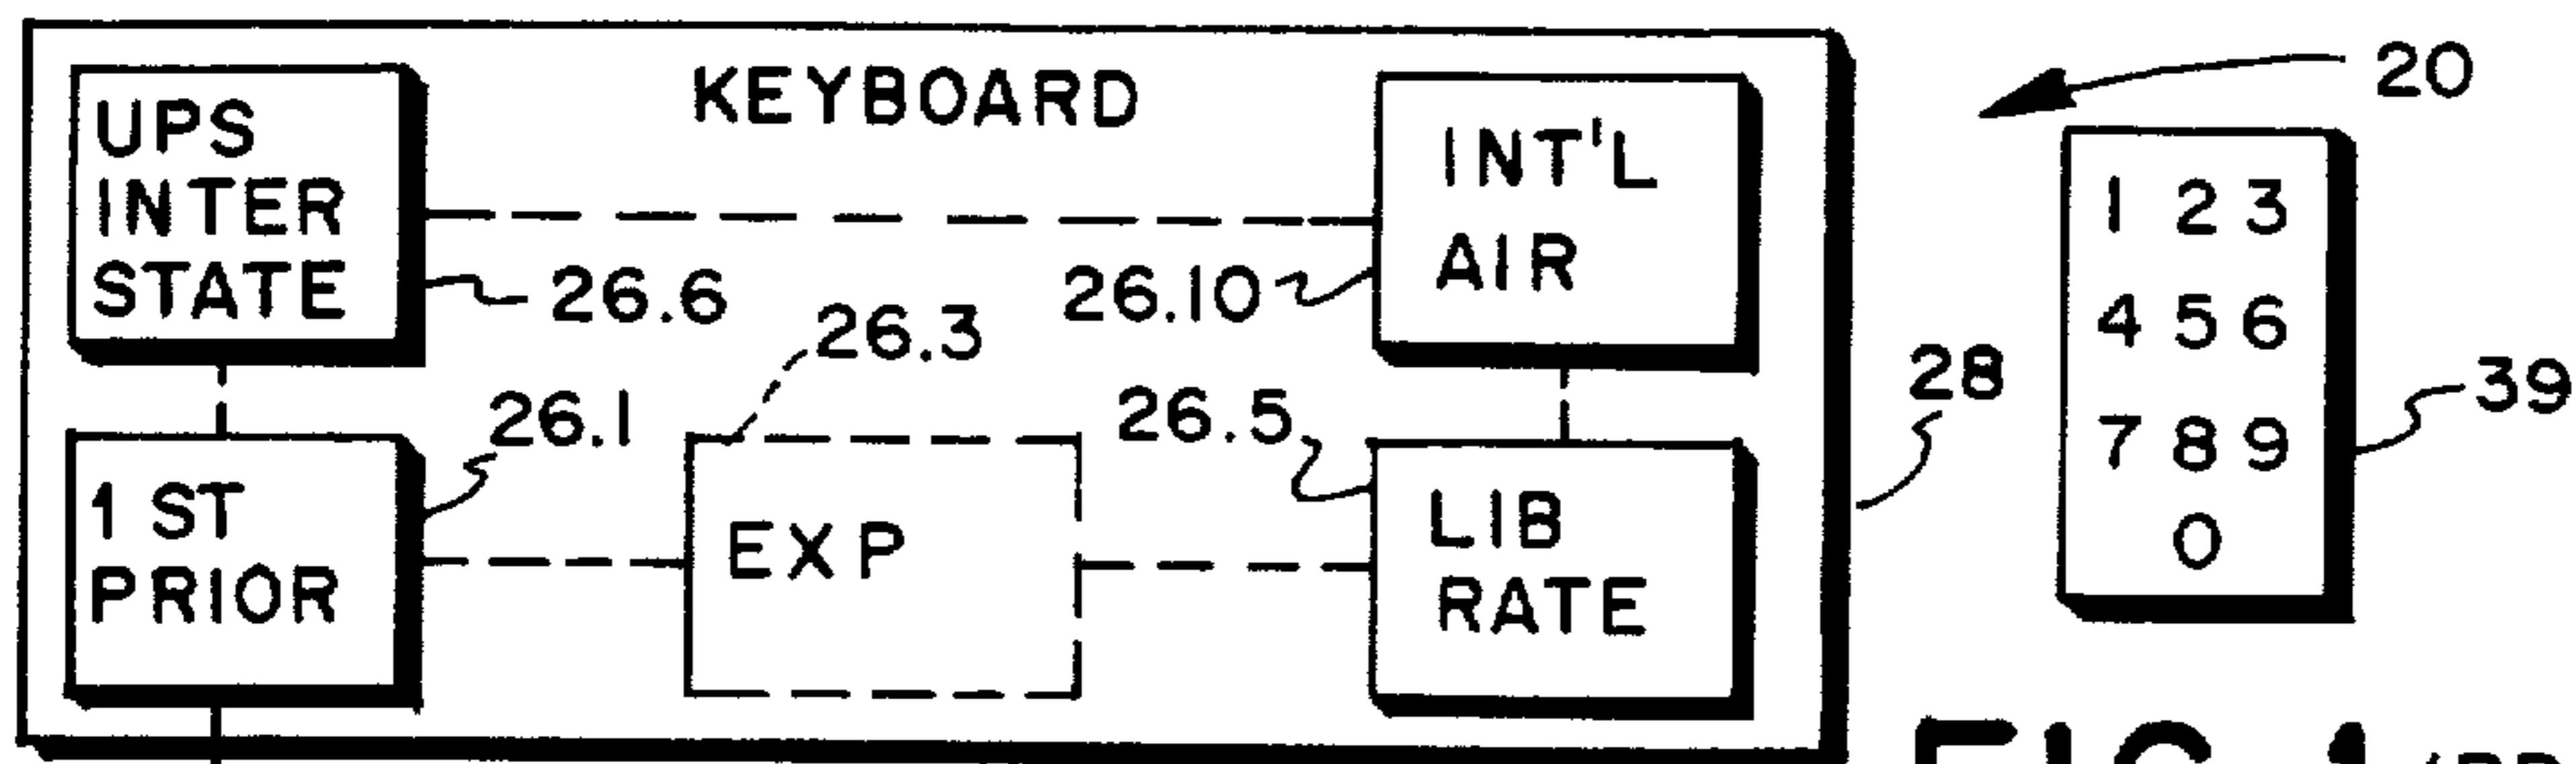 KEYBOARD
UPS
INTER
STATE
26.6
INT'L
AIR
26.10
20
1 2 3
4 5 6
7 8 9
0
39
28
26.3
26.1
1 ST
PRIOR
EXP
26.5
LIB
RATE